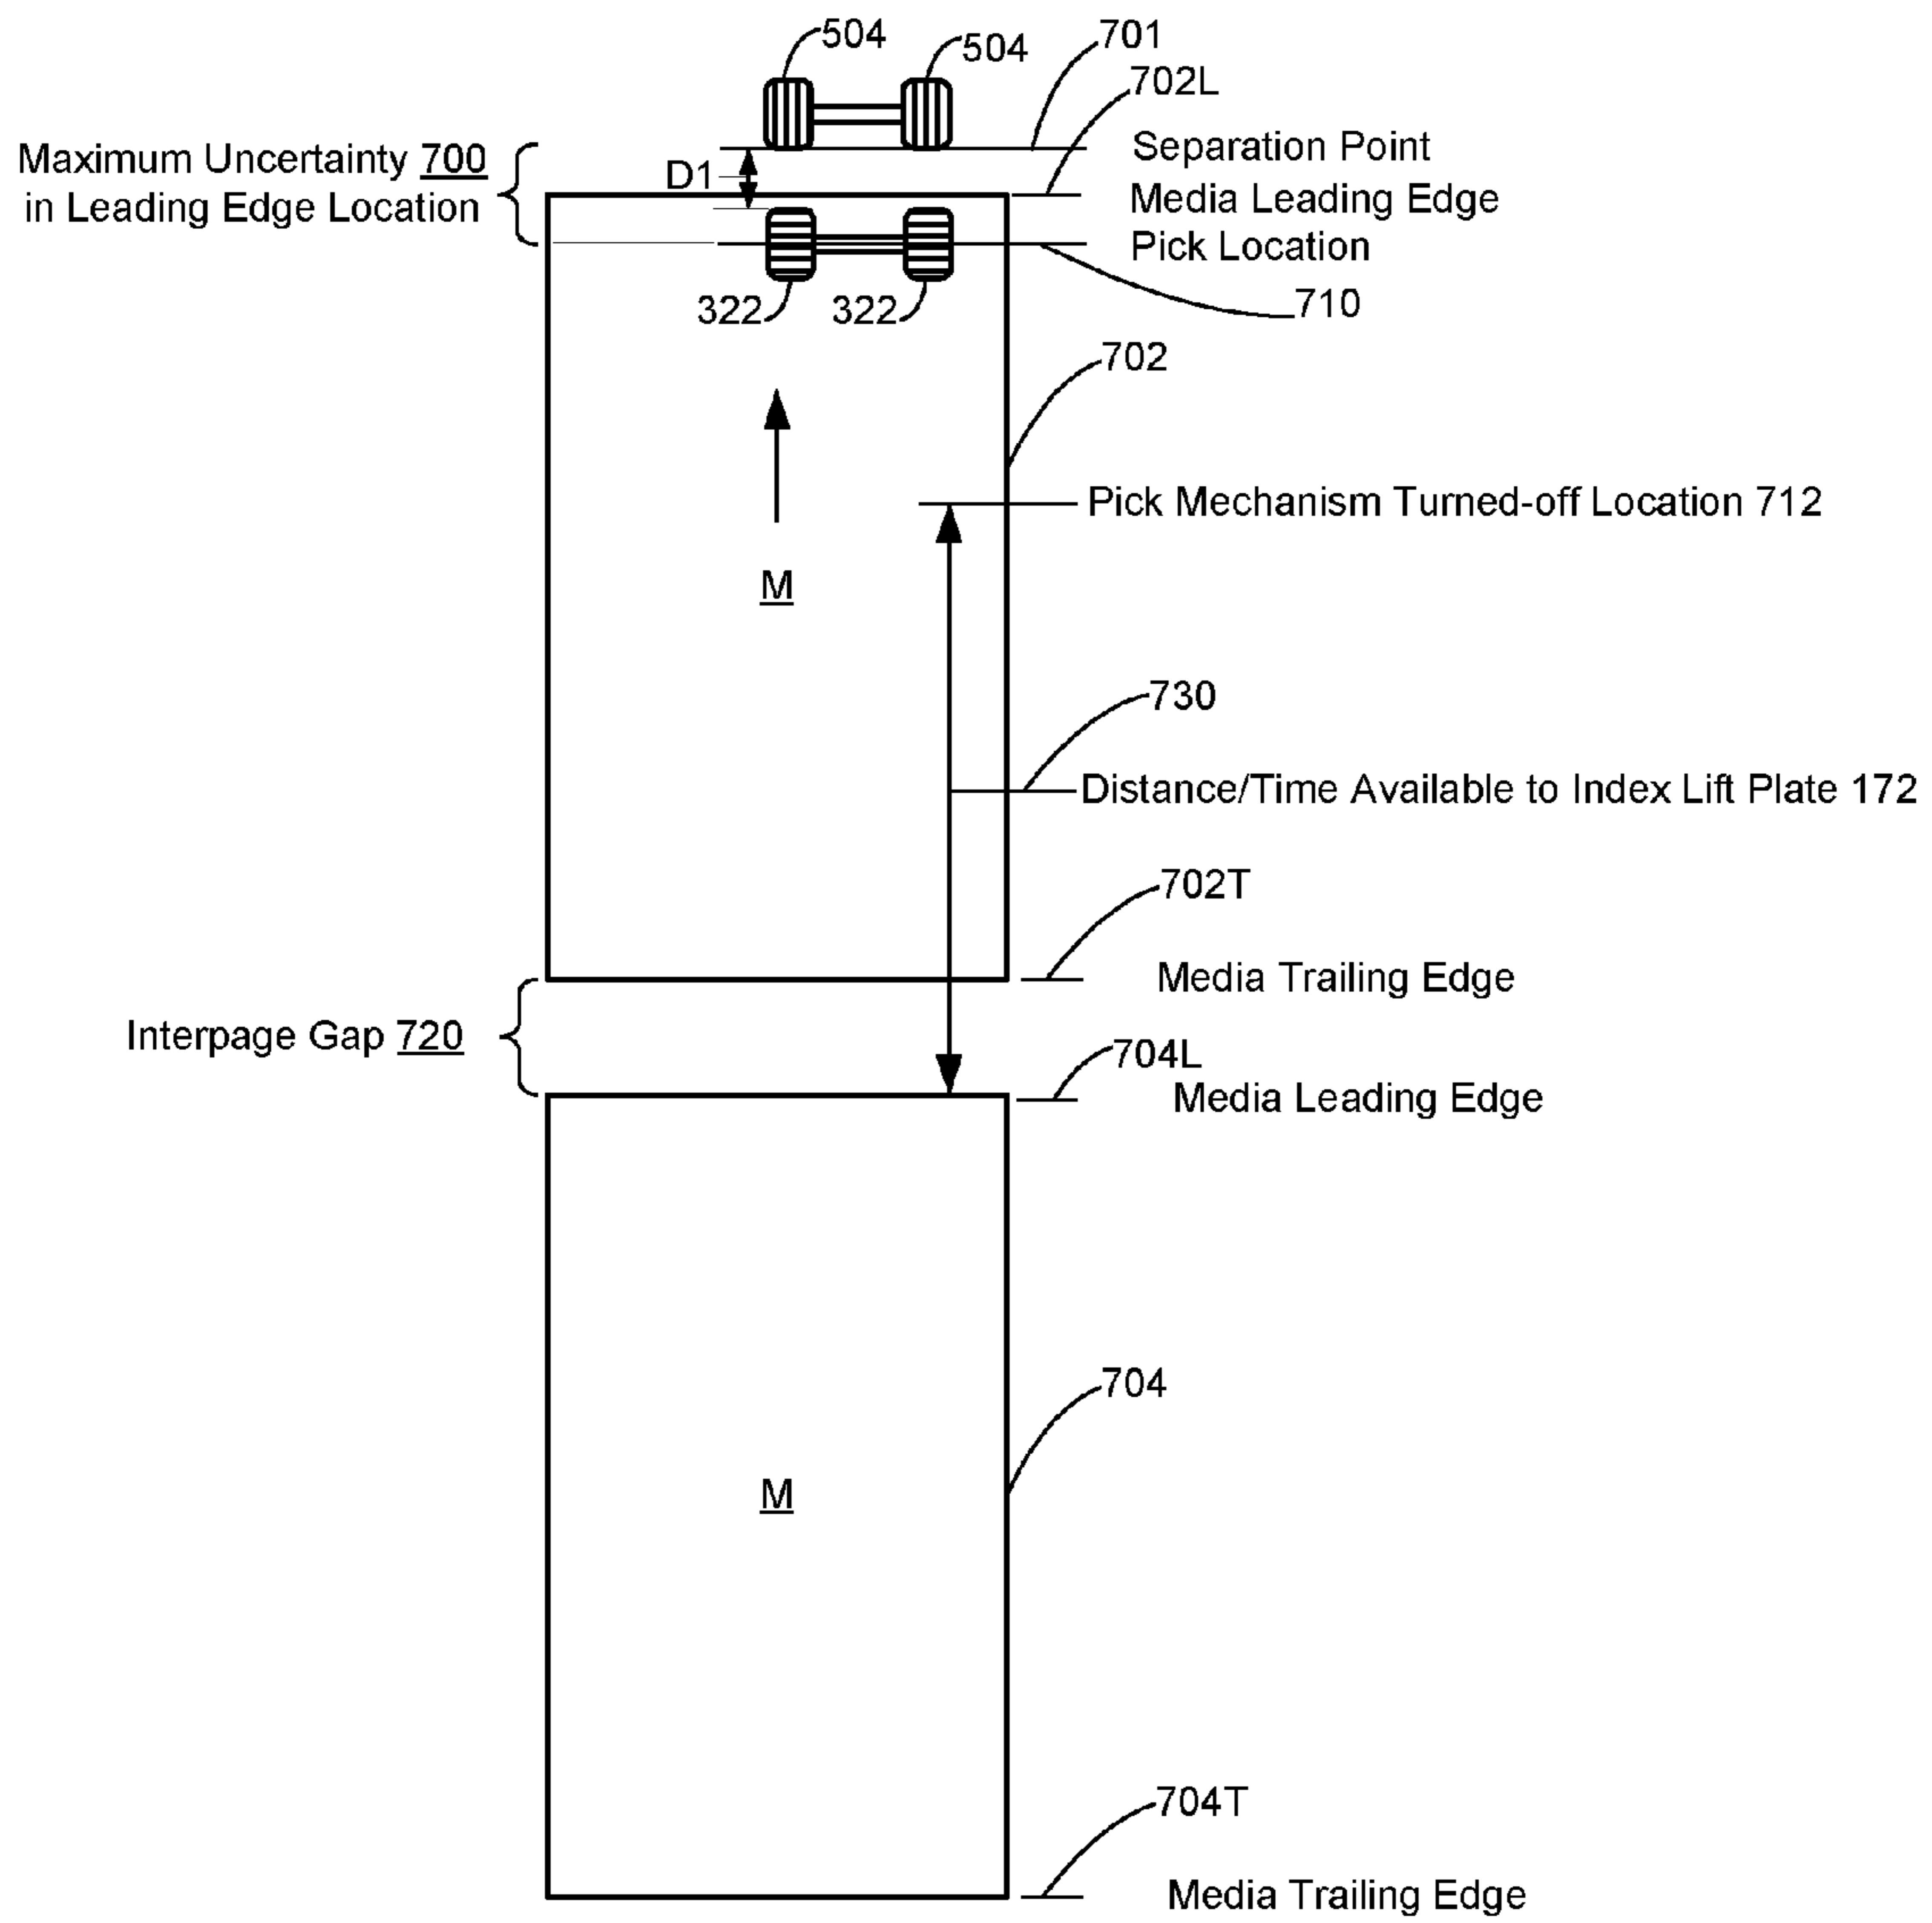 504
504
701
702L
Maximum Uncertainty 700
in Leading Edge Location
Separation Point
D1
Media Leading Edge
Pick Location
322
322
710
702
Pick Mechanism Turned-off Location 712
M
730
Distance/Time Available to Index Lift Plate 172
702T
Media Trailing Edge
Interpage Gap 720
704L
Media Leading Edge
704
M
704T
Media Trailing Edge